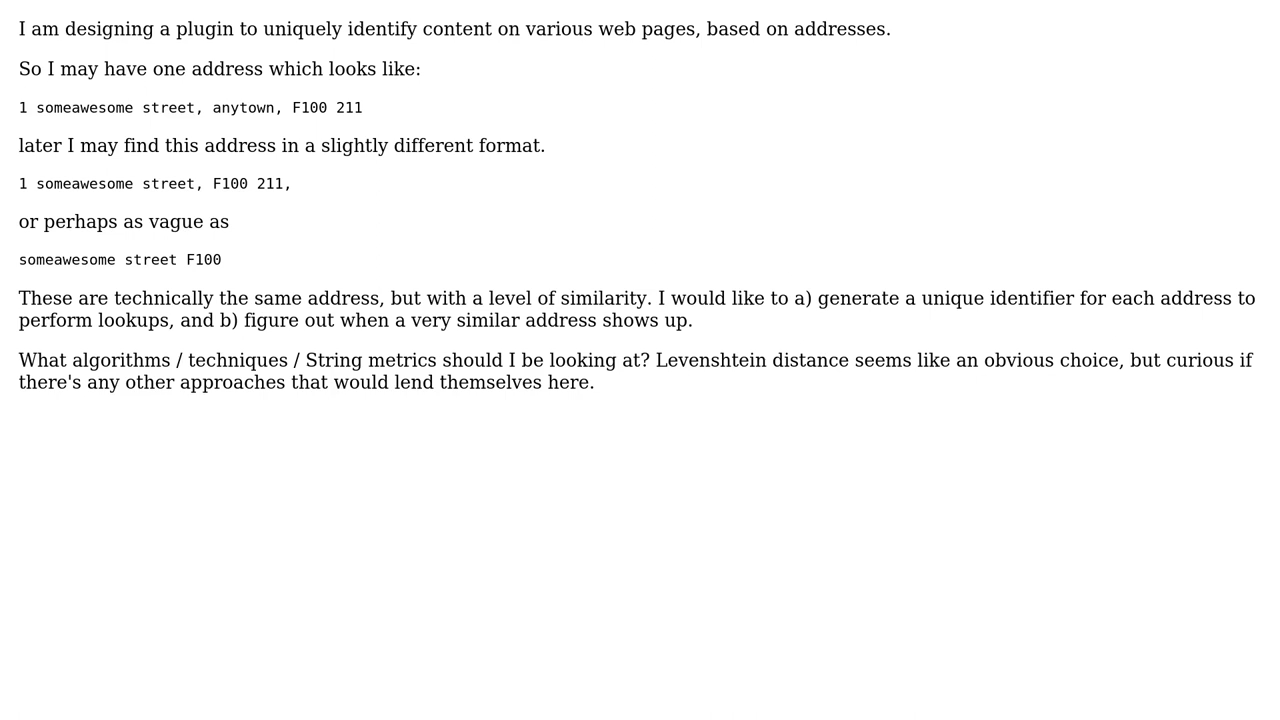 I am designing a plugin to uniquely identify content on various web pages, based on addresses.
So I may have one address which looks like:
1 someawesome street, anytown, F100 211
later I may find this address in a slightly different format.
1 someawesome street, F100 211,
or perhaps as vague as
someawesome street F100
These are technically the same address, but with a level of similarity. I would like to a) generate a unique identifier for each address to
perform lookups, and b) figure out when a very similar address shows up.
What algorithms / techniques / String metrics should I be looking at? Levenshtein distance seems like an obvious choice, but curious if
there's any other approaches that would lend themselves here.